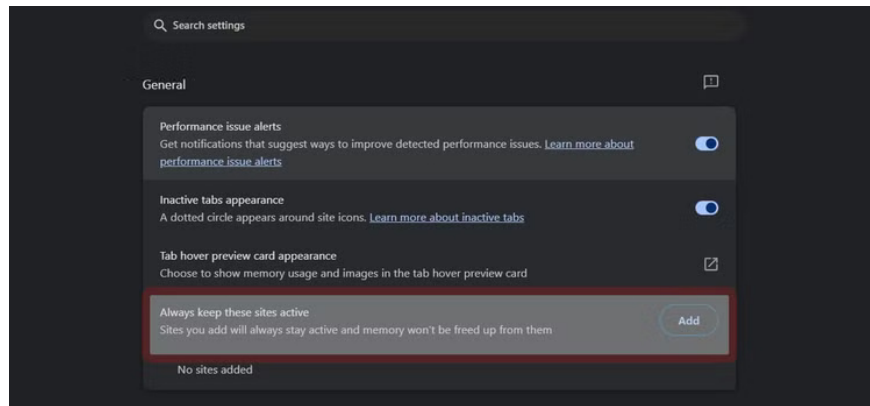 Search settings
General
Performance issue alerts
Get notifications that suggest ways to improve detected performance issues. Learn more about
performance issue alerts
Inactive tabs appearance
A dotted circle appears around site icons. Learn more about inactive tabs
Tab hover preview card appearance
Choose to show memory usage and images in the tab hover preview card
Always keep these sites active
Sites you add will always stay active and memory won't be freed up from them
Add
No sites added